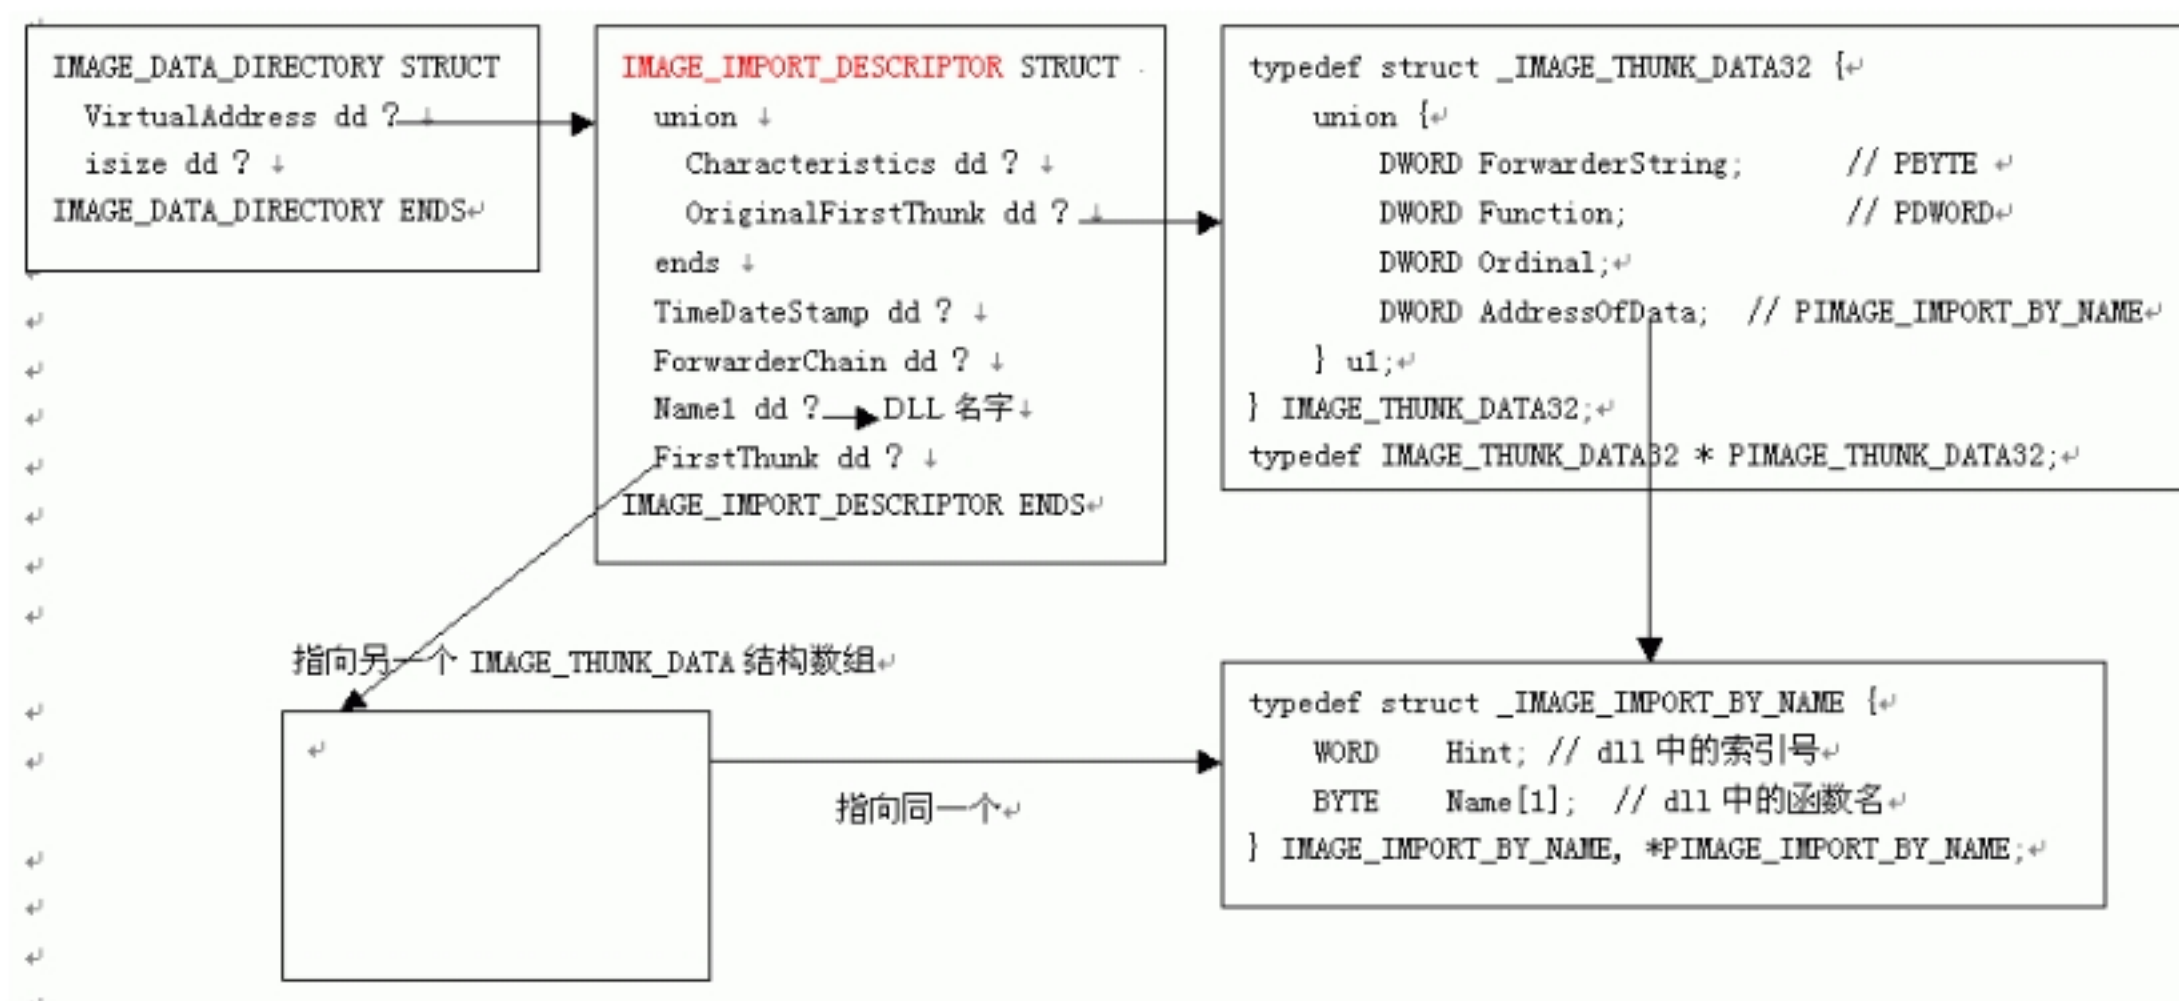 IMAGE_DATA_DIRECTORY STRUCT
VirtualAddress dd ?
isize dd ?
IMAGE_DATA_DIRECTORY ENDS
IMAGE_IMPORT_DESCRIPTOR STRUCT
union
Characteristics dd ?
OriginalFirstThunk dd ?
ends
TimeDateStamp dd ?
ForwarderChain dd ?
Name1 dd ? DLL 名字
FirstThunk dd ?
IMAGE_IMPORT_DESCRIPTOR ENDS
typedef struct _IMAGE_THUNK_DATA32 {
union {
DWORD ForwarderString; // PBYTE
DWORD Function; // PDWORD
DWORD Ordinal;
DWORD AddressOfData; // PIMAGE_IMPORT_BY_NAME
} u1;
} IMAGE_THUNK_DATA32;
typedef IMAGE_THUNK_DATA32 * PIMAGE_THUNK_DATA32;
指向另一个 IMAGE_THUNK_DATA 结构数组
指向同一个
typedef struct _IMAGE_IMPORT_BY_NAME {
WORD Hint; // dll 中的索引号
BYTE Name[1]; // dll 中的函数名
} IMAGE_IMPORT_BY_NAME, *PIMAGE_IMPORT_BY_NAME;